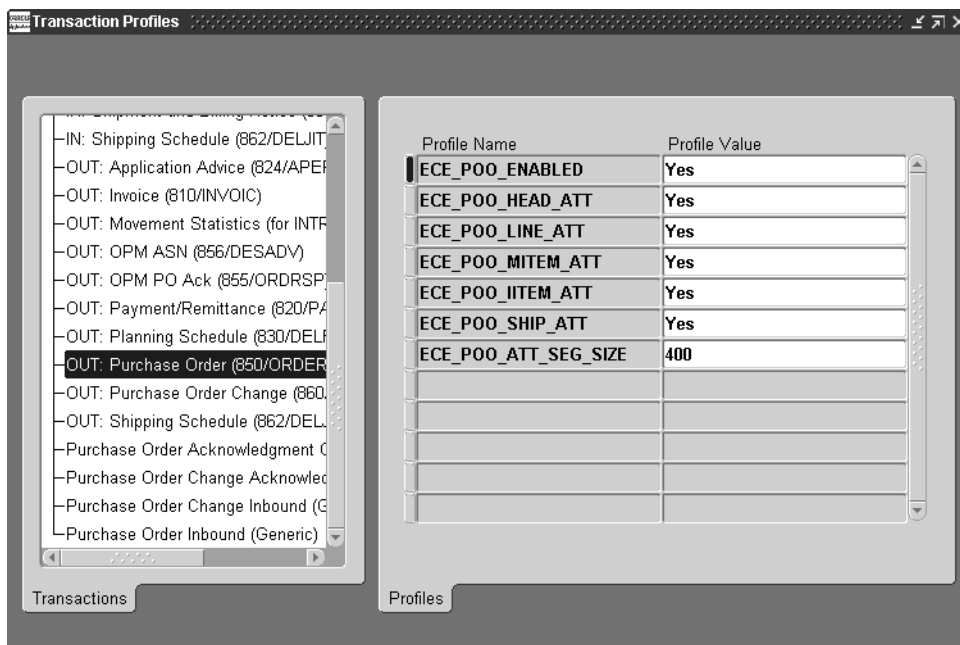 Transaction Profiles
IN: Shipping Schedule (862/DELJIT
OUT: Application Advice (824/APE
OUT: Invoice (810/INVOIC)
OUT: Movement Statistics (for INTR
OUT: OPM ASN (856/DESADV)
OUT: OPM PO Ack (855/ORDRSP
OUT: Payment/Remittance (820/PA
OUT: Planning Schedule (830/DEL
OUT: Purchase Order (850/ORDER
OUT: Purchase Order Change (860
OUT: Shipping Schedule (862/DEL
Purchase Order Acknowledgment
Purchase Order Change Acknowled
Purchase Order Change Inbound (G
Purchase Order Inbound (Generic)
Transactions
Profile Name Profile Value
ECE_POO_ENABLED Yes
ECE_POO_HEAD_ATT Yes
ECE_POO_LINE_ATT Yes
ECE_POO_MITEM_ATT Yes
ECE_POO_IITEM_ATT Yes
ECE_POO_SHIP_ATT Yes
ECE_POO_ATT_SEG_SIZE 400
Profiles